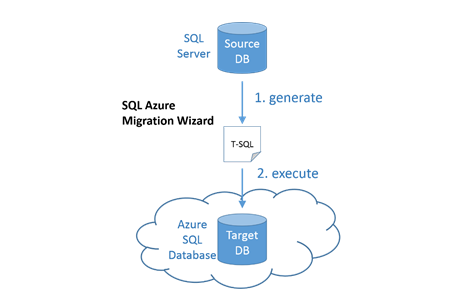 SQL
Server
Source
DB
1. generate
SQL Azure
Migration Wizard
T-SQL
2. execute
Azure
SQL
Database
Target
DB